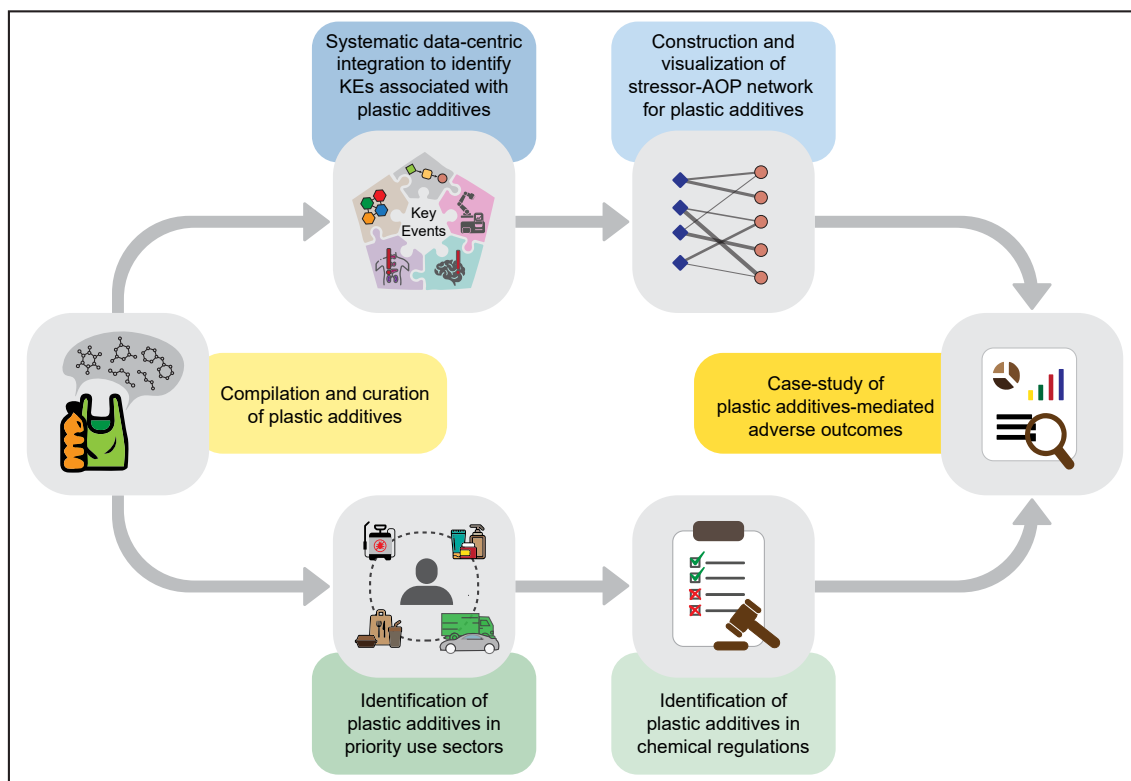 Systematic data-centric
integration to identify
KEs associated with
plastic additives
Construction and
visualization of
stressor-AOP network
for plastic additives
Key
Events
Compilation and curation
of plastic additives
Case-study of
plastic additives-mediated
adverse outcomes
Identification of
plastic additives in
priority use sectors
Identification of
plastic additives in
chemical regulations